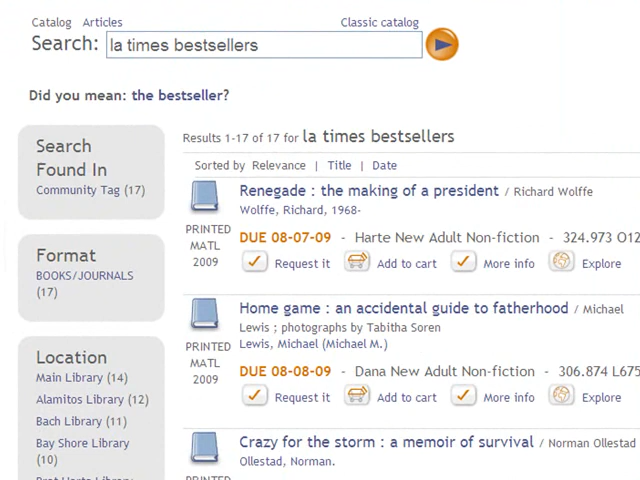 Catalog Articles Classic catalog
Search: la times bestsellers
Did you mean: the bestseller?
Search
Found In
Community Tag (17)
Format
BOOKS/JOURNALS
(17)
Location
Main Library (14)
Alamitos Library (12)
Bach Library (11)
Bay Shore Library
(10)
Results 1-17 of 17 for la times bestsellers
Sorted by Relevance | Title | Date
Renegade : the making of a president / Richard Wolffe
Wolffe, Richard, 1968-
PRINTED
MATL
2009
DUE 08-07-09 - Harte New Adult Non-fiction - 324.973 O12
Request it Add to cart More info Explore
Home game : an accidental guide to fatherhood / Michael
Lewis ; photographs by Tabitha Soren
Lewis, Michael (Michael M.)
PRINTED
MATL
2009
DUE 08-08-09 - Dana New Adult Non-fiction - 306.874 L675
Request it Add to cart More info Explore
Crazy for the storm : a memoir of survival / Norman Ollestad
Ollestad, Norman.